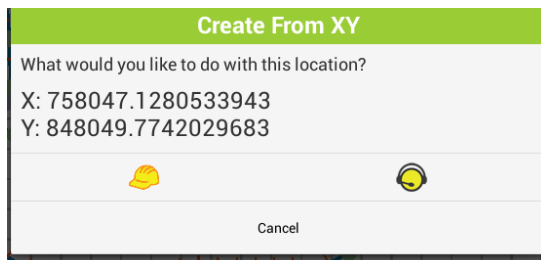 Create From XY
What would you like to do with this location?
X: 758047.1280533943
Y: 848049.7742029683
Cancel